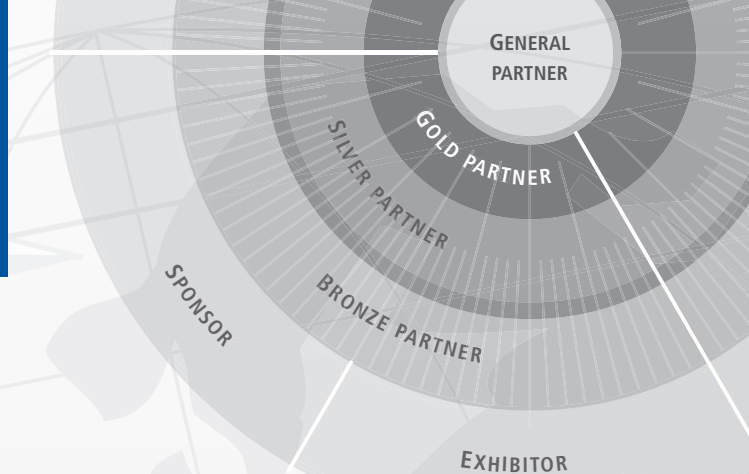 GENERAL
PARTNER
GOLD PARTNER
SILVER PARTNER
BRONZE PARTNER
SPONSOR
EXHIBITOR